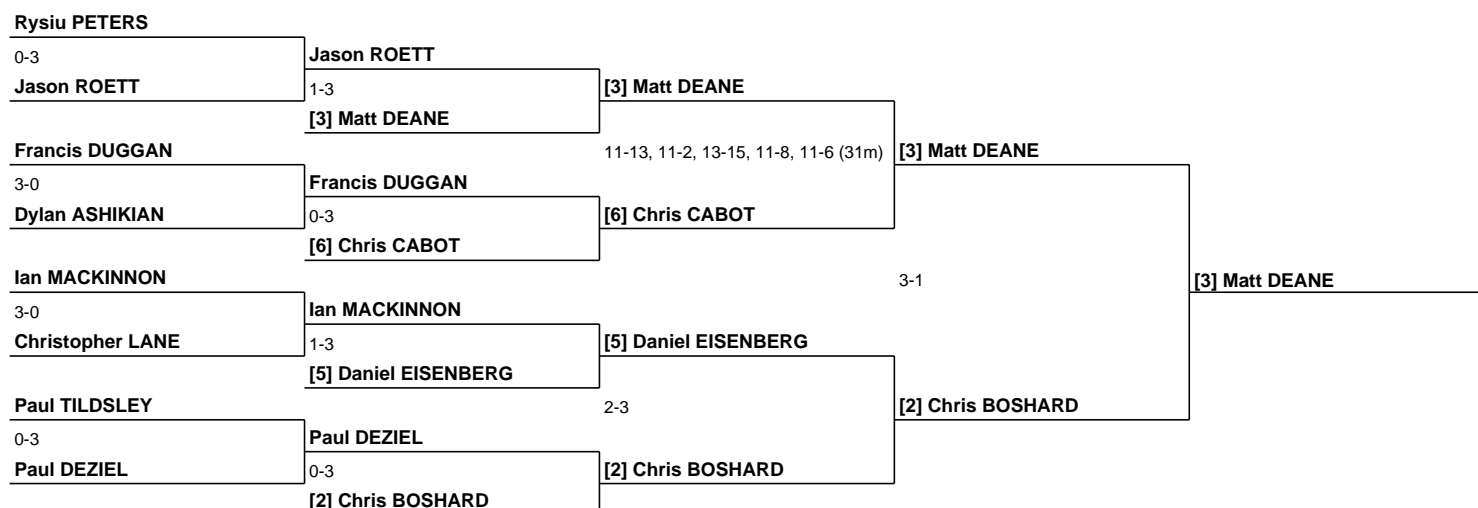 Rysiu PETERS
0-3
Jason ROETT
Jason ROETT
1-3
[3] Matt DEANE
[3] Matt DEANE
Francis DUGGAN
3-0
Dylan ASHIKIAN
Francis DUGGAN
0-3
[6] Chris CABOT
11-13, 11-2, 13-15, 11-8, 11-6 (31m)
[6] Chris CABOT
[3] Matt DEANE
Ian MACKINNON
3-0
Christopher LANE
Ian MACKINNON
1-3
[5] Daniel EISENBERG
[5] Daniel EISENBERG
3-1
[3] Matt DEANE
Paul TILDSLEY
0-3
Paul DEZIEL
Paul DEZIEL
0-3
[2] Chris BOSHARD
2-3
[2] Chris BOSHARD
[2] Chris BOSHARD